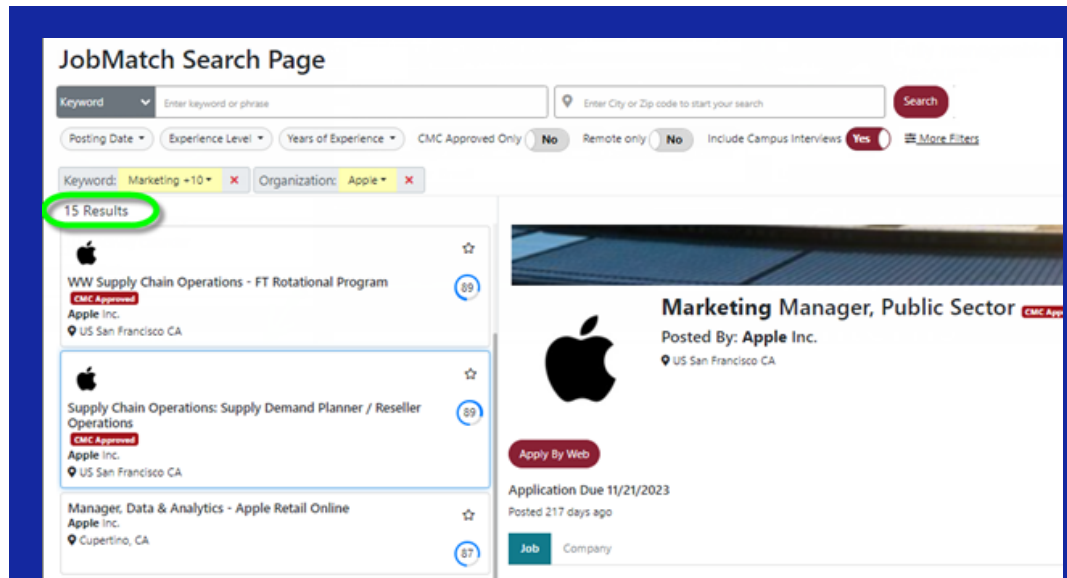 JobMatch Search Page
Keyword
Enter keyword or phrase
Enter City or Zip code to start your search
Search
Posting Date
Experience Level
Years of Experience
CMC Approved Only
No
Remote only
No
Include Campus Interviews
Yes
More Filters
Keyword: Marketing +10 × Organization: Apple ×
15 Results
WW Supply Chain Operations - FT Rotational Program
89
CMC Approved
Apple Inc.
US San Francisco CA
Supply Chain Operations: Supply Demand Planner / Reseller
Operations
89
CMC Approved
Apple Inc.
US San Francisco CA
Manager, Data & Analytics - Apple Retail Online
Apple Inc.
Cupertino, CA
87
Marketing Manager, Public Sector
CMC App
Posted By: Apple Inc.
US San Francisco CA
Apply By Web
Application Due 11/21/2023
Posted 217 days ago
Job
Company